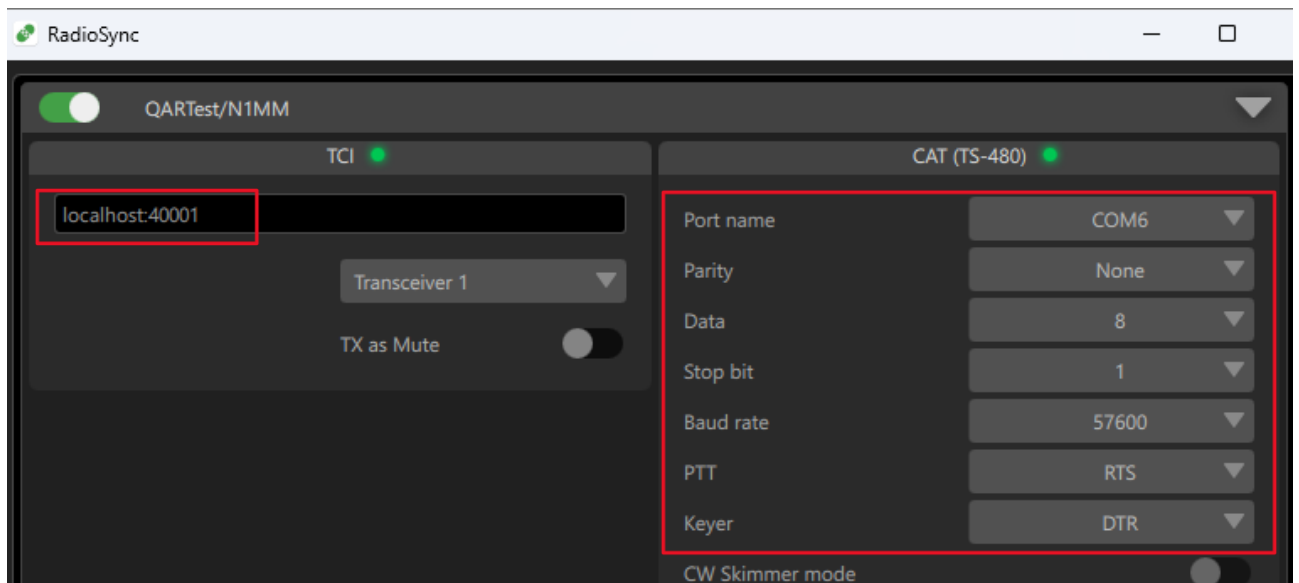 RadioSync
QARTest/N1MM
TCI
localhost:40001
Transceiver 1
TX as Mute
CAT (TS-480)
Port name COM6
Parity None
Data 8
Stop bit 1
Baud rate 57600
PTT RTS
Keyer DTR
CW Skimmer mode